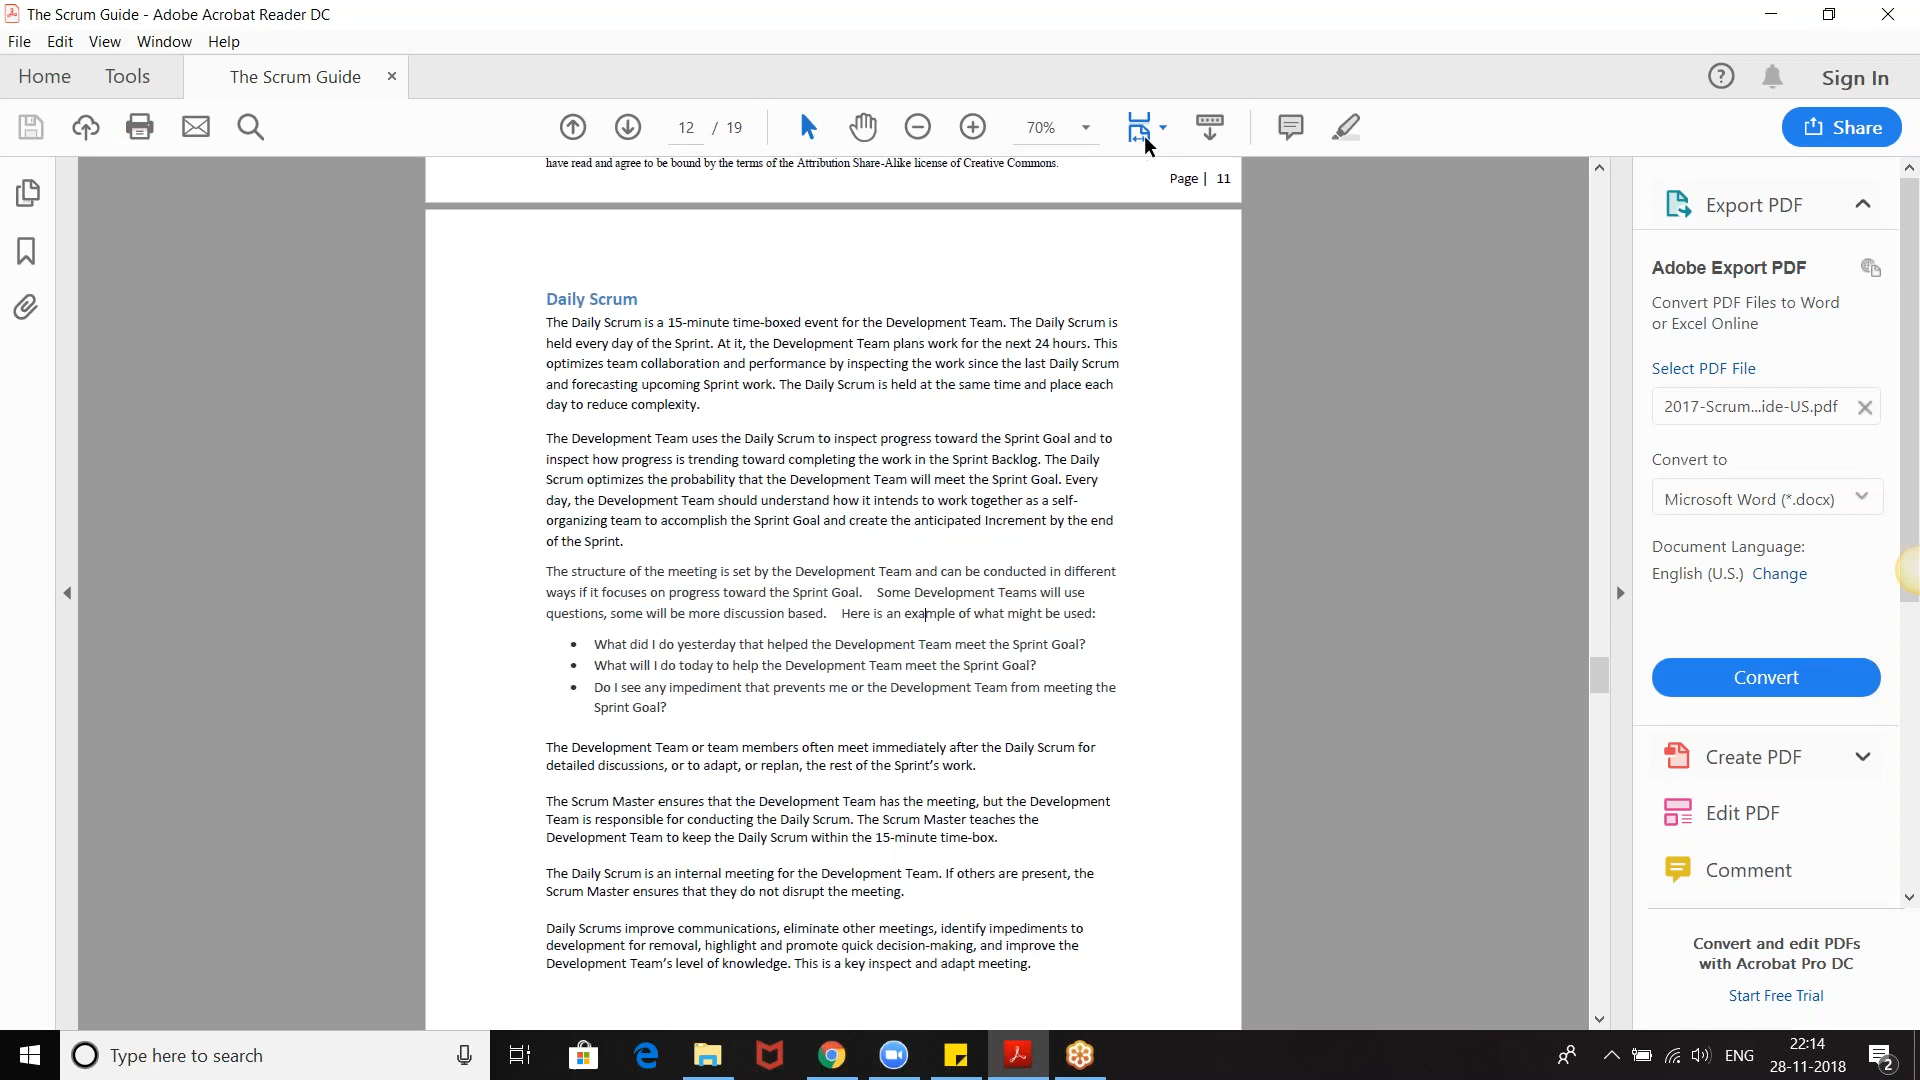 The Scrum Guide - Adobe Acrobat Reader DC
File Edit View Window Help
Home Tools The Scrum Guide × Sign In
12 / 19 70% Share
have read and agree to be bound by the terms of the Attribution Share-Alike license of Creative Commons.
Page | 11
Daily Scrum
The Daily Scrum is a 15-minute time-boxed event for the Development Team. The Daily Scrum is
held every day of the Sprint. At it, the Development Team plans work for the next 24 hours. This
optimizes team collaboration and performance by inspecting the work since the last Daily Scrum
and forecasting upcoming Sprint work. The Daily Scrum is held at the same time and place each
day to reduce complexity.
The Development Team uses the Daily Scrum to inspect progress toward the Sprint Goal and to
inspect how progress is trending toward completing the work in the Sprint Backlog. The Daily
Scrum optimizes the probability that the Development Team will meet the Sprint Goal. Every
day, the Development Team should understand how it intends to work together as a self-
organizing team to accomplish the Sprint Goal and create the anticipated Increment by the end
of the Sprint.
The structure of the meeting is set by the Development Team and can be conducted in different
ways if it focuses on progress toward the Sprint Goal. Some Development Teams will use
questions, some will be more discussion based. Here is an example of what might be used:
• What did I do yesterday that helped the Development Team meet the Sprint Goal?
• What will I do today to help the Development Team meet the Sprint Goal?
• Do I see any impediment that prevents me or the Development Team from meeting the
Sprint Goal?
The Development Team or team members often meet immediately after the Daily Scrum for
detailed discussions, or to adapt, or replan, the rest of the Sprint's work.
The Scrum Master ensures that the Development Team has the meeting, but the Development
Team is responsible for conducting the Daily Scrum. The Scrum Master teaches the
Development Team to keep the Daily Scrum within the 15-minute time-box.
The Daily Scrum is an internal meeting for the Development Team. If others are present, the
Scrum Master ensures that they do not disrupt the meeting.
Daily Scrums improve communications, eliminate other meetings, identify impediments to
development for removal, highlight and promote quick decision-making, and improve the
Development Team's level of knowledge. This is a key inspect and adapt meeting.
Export PDF
Adobe Export PDF
Convert PDF Files to Word
or Excel Online
Select PDF File
2017-Scrum...ide-US.pdf
Convert to
Microsoft Word (*.docx)
Document Language:
English (U.S.) Change
Convert
Create PDF
Edit PDF
Comment
Convert and edit PDFs
with Acrobat Pro DC
Start Free Trial
Type here to search
ENG
22:14
28-11-2018
2